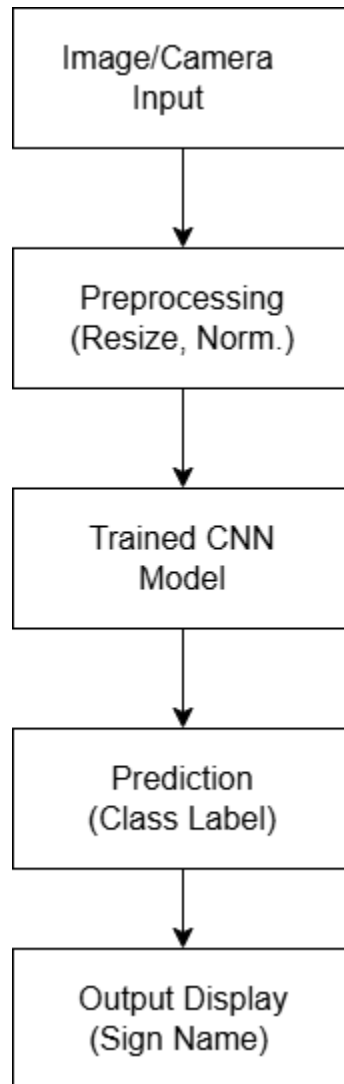 Image/Camera
Input
Preprocessing
(Resize, Norm.)
Trained CNN
Model
Prediction
(Class Label)
Output Display
(Sign Name)